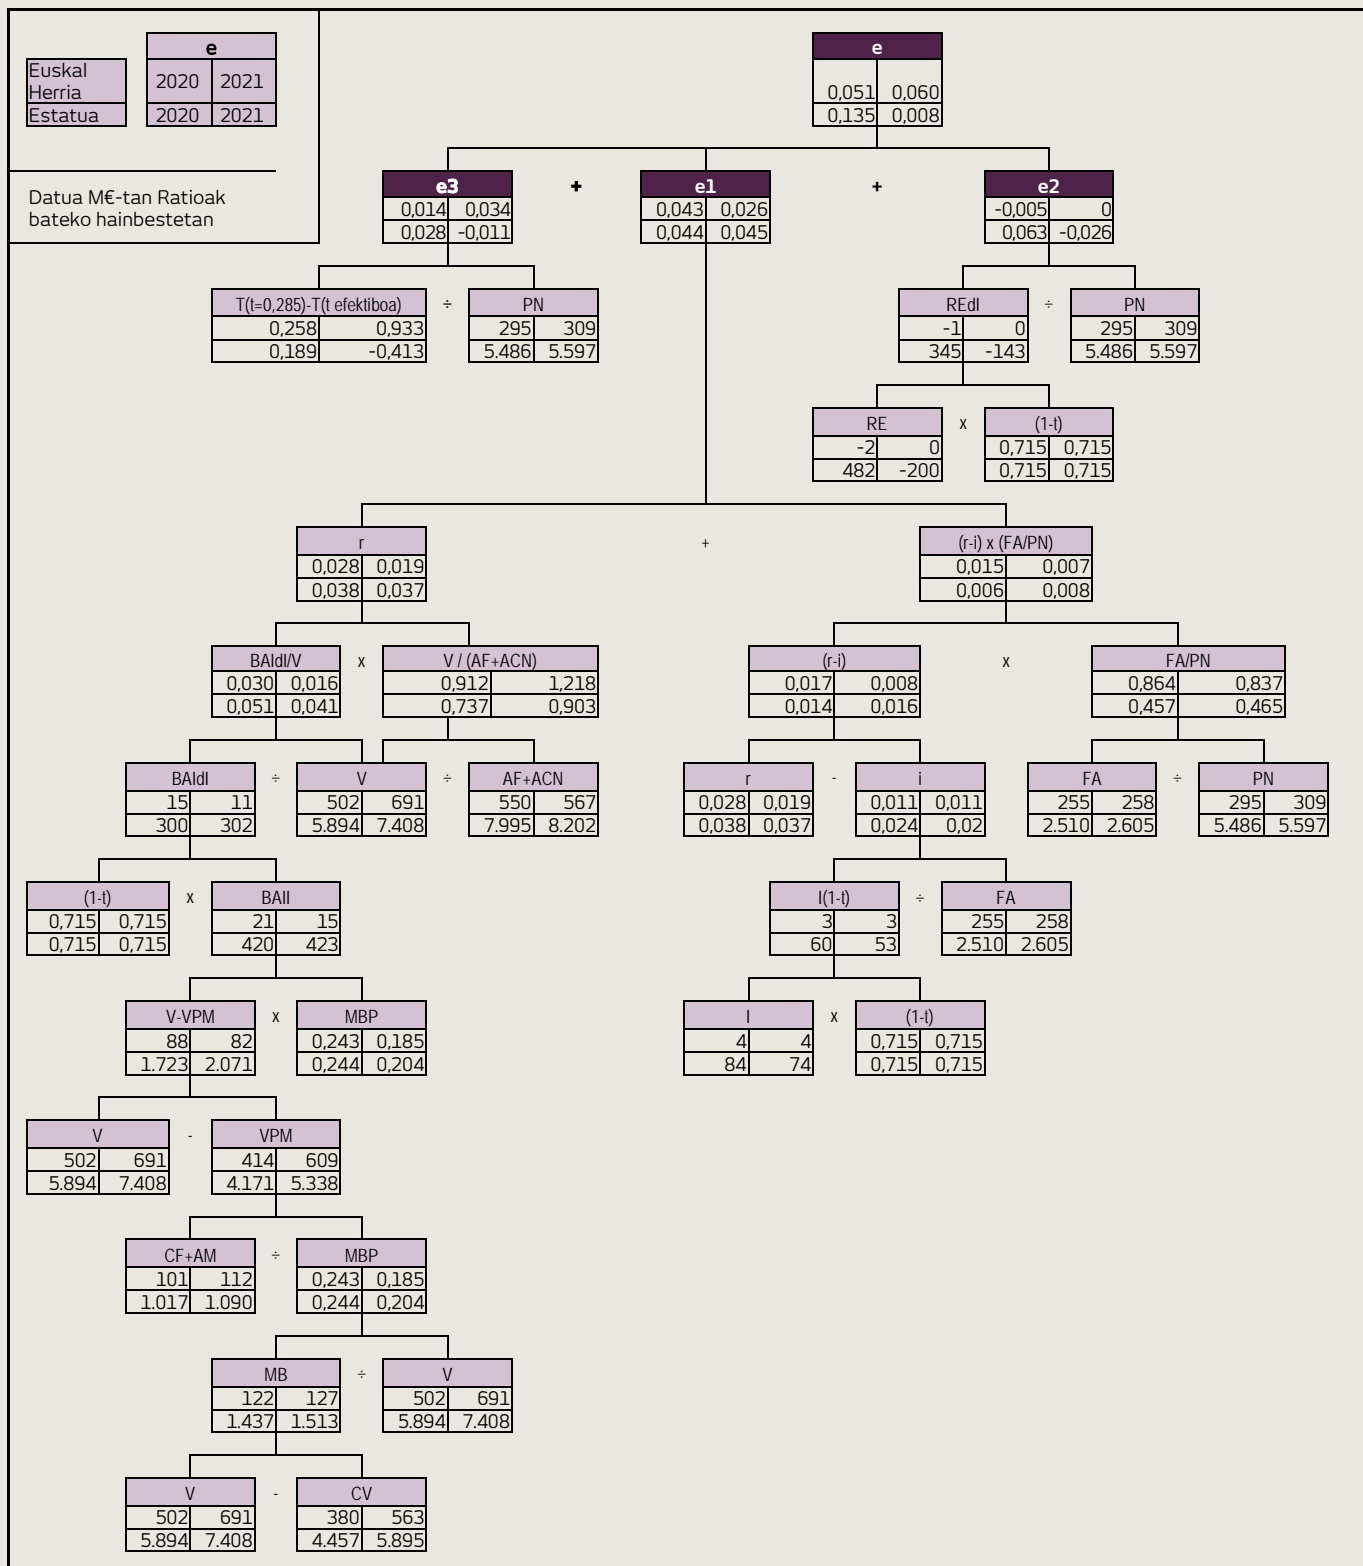 e
Euskal
Herria
2020 2021
Estatua
2020 2021
Datua M€-tan Ratioak
bateko hainbestetan
e
0,051 0,060
0,135 0,008
e3 + e1 + e2
0,014 0,034 0,043 0,026 -0,005 0
0,028 -0,011 0,044 0,045 0,063 -0,026
T(t=0,285)-T(t efektiboa) ÷ PN REdI ÷ PN
0,258 0,933 295 309 -1 0 295 309
0,189 -0,413 5.486 5.597 345 -143 5.486 5.597
RE x (1-t)
-2 0 0,715 0,715
482 -200 0,715 0,715
r + (r-i) x (FA/PN)
0,028 0,019 0,015 0,007
0,038 0,037 0,006 0,008
BAIdI/V x V / (AF+ACN) (r-i) x FA/PN
0,030 0,016 0,912 1,218 0,017 0,008 0,864 0,837
0,051 0,041 0,737 0,903 0,014 0,016 0,457 0,465
BAIdI ÷ V ÷ AF+ACN r - i FA ÷ PN
15 11 502 691 550 567 0,028 0,019 0,011 0,011 255 258 295 309
300 302 5.894 7.408 7.995 8.202 0,038 0,037 0,024 0,02 2.510 2.605 5.486 5.597
(1-t) x BAII I(1-t) ÷ FA
0,715 0,715 21 15 3 3 255 258
0,715 0,715 420 423 60 53 2.510 2.605
V-VPM x MBP I x (1-t)
88 82 0,243 0,185 4 4 0,715 0,715
1.723 2.071 0,244 0,204 84 74 0,715 0,715
V - VPM
502 691 414 609
5.894 7.408 4.171 5.338
CF+AM ÷ MBP
101 112 0,243 0,185
1.017 1.090 0,244 0,204
MB ÷ V
122 127 502 691
1.437 1.513 5.894 7.408
V - CV
502 691 380 563
5.894 7.408 4.457 5.895